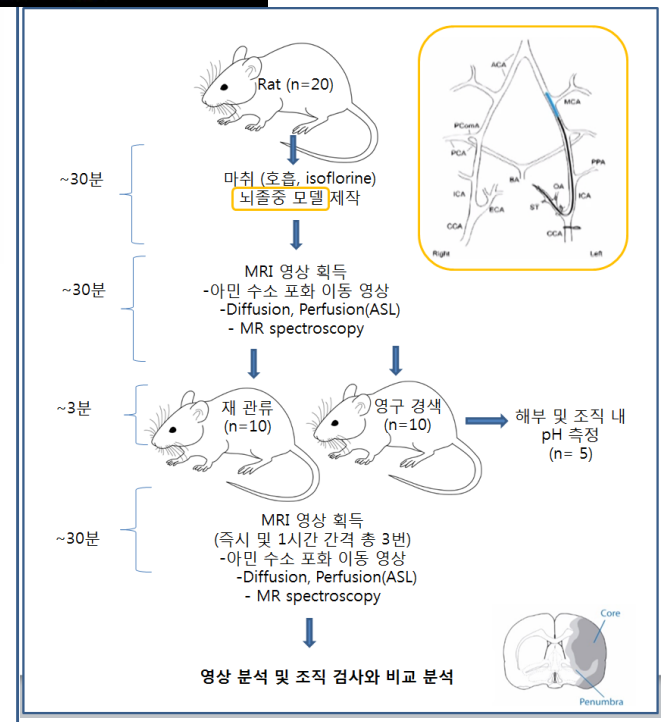 Rat (n=20)
~30분
마취 (호흡, isoflorine)
뇌졸중 모델 제작
ACA
MCA
PComA
PCA
PPA
BA
OA
ICA
ICA
ECA
ST
CCA
CCA
Right
Left
~30분
MRI 영상 획득
-아민 수소 포화 이동 영상
-Diffusion, Perfusion(ASL)
- MR spectroscopy
~3분
재 관류
(n=10)
영구 경색
(n=10)
해부 및 조직 내
pH 측정
(n= 5)
~30분
MRI 영상 획득
(즉시 및 1시간 간격 총 3번)
-아민 수소 포화 이동 영상
-Diffusion, Perfusion(ASL)
- MR spectroscopy
영상 분석 및 조직 검사와 비교 분석
Core
Penumbra